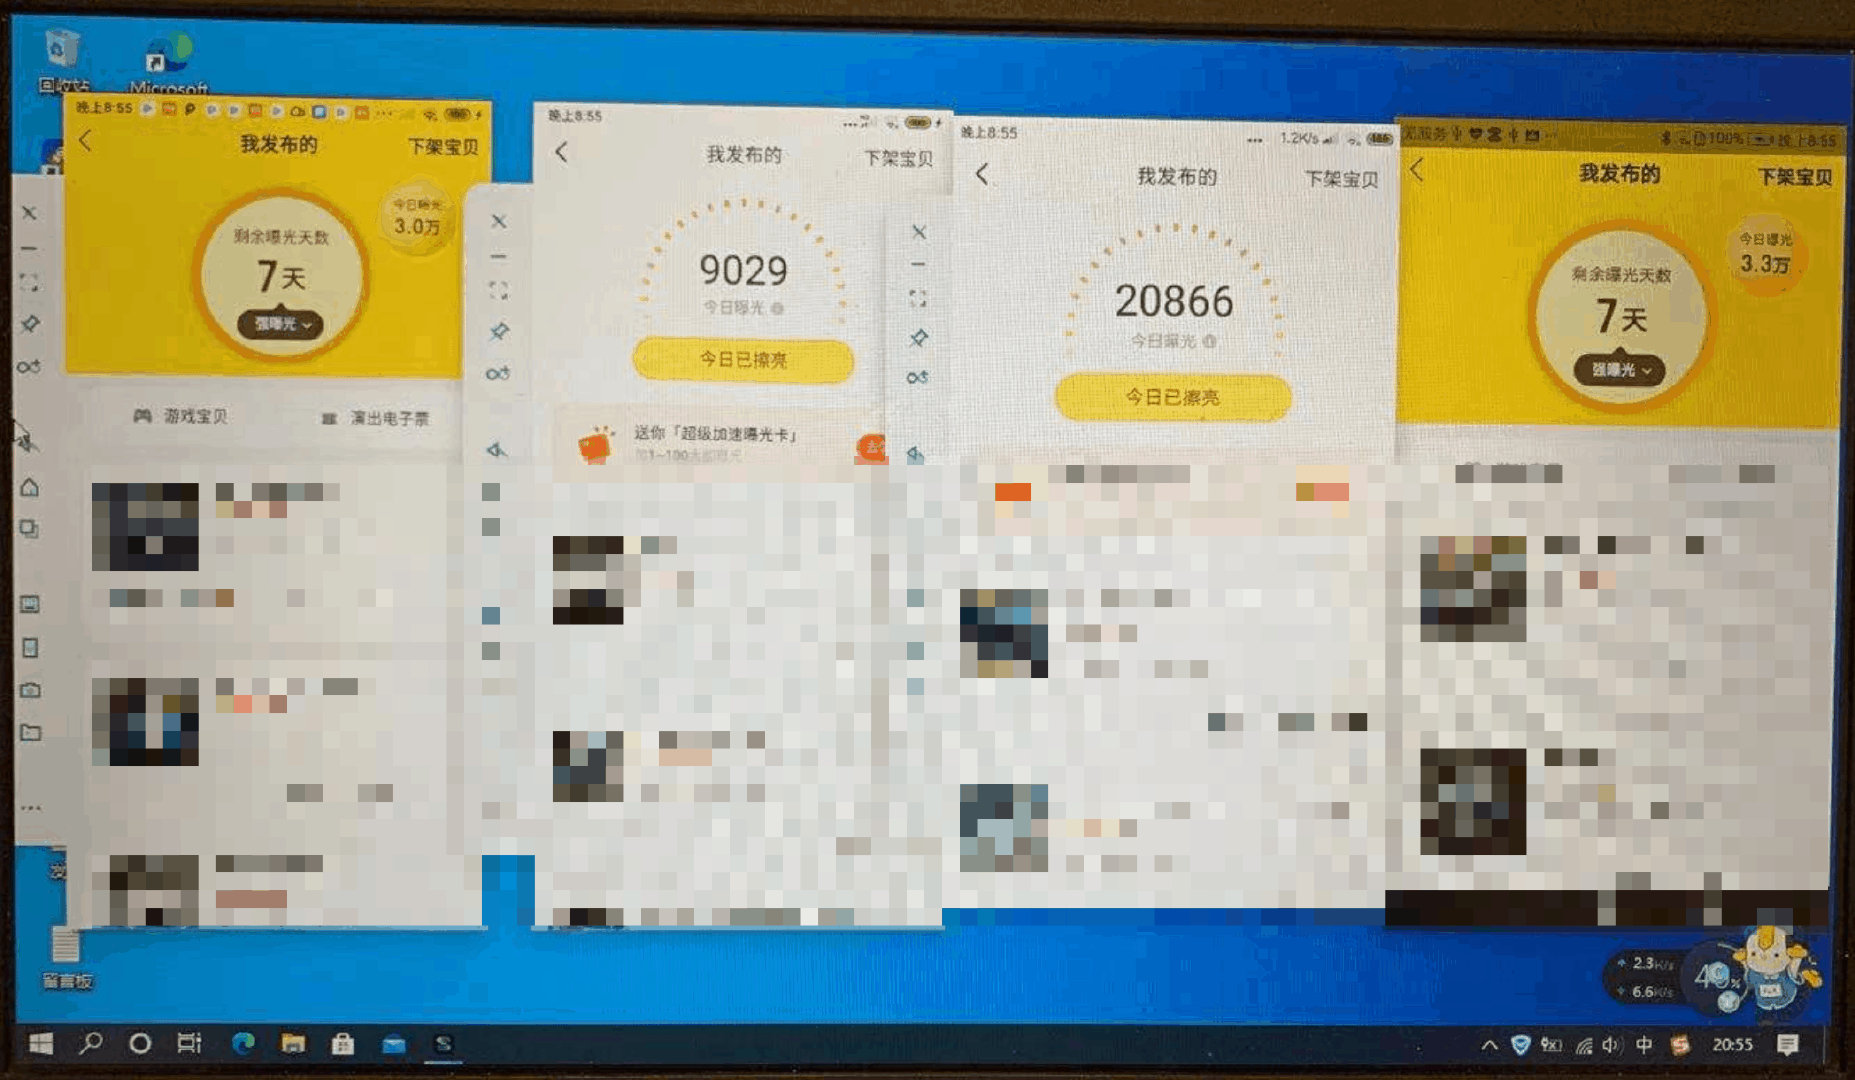 回收站
Microsoft
晚上8:55
我发布的
下架宝贝
剩余曝光天数
7天
强曝光
今日曝光
3.0万
游戏宝贝
演出电子票
晚上8:55
我发布的
下架宝贝
9029
今日曝光
今日已擦亮
送你「超级加速曝光卡」
晚上8:55
1.2K/s
我发布的
下架宝贝
20866
今日曝光
今日已擦亮
无服务
100%
晚上8:55
我发布的
下架宝贝
剩余曝光天数
7天
强曝光
今日曝光
3.3万
留言板
2.3K/s
6.6K/s
49%
中
20:55